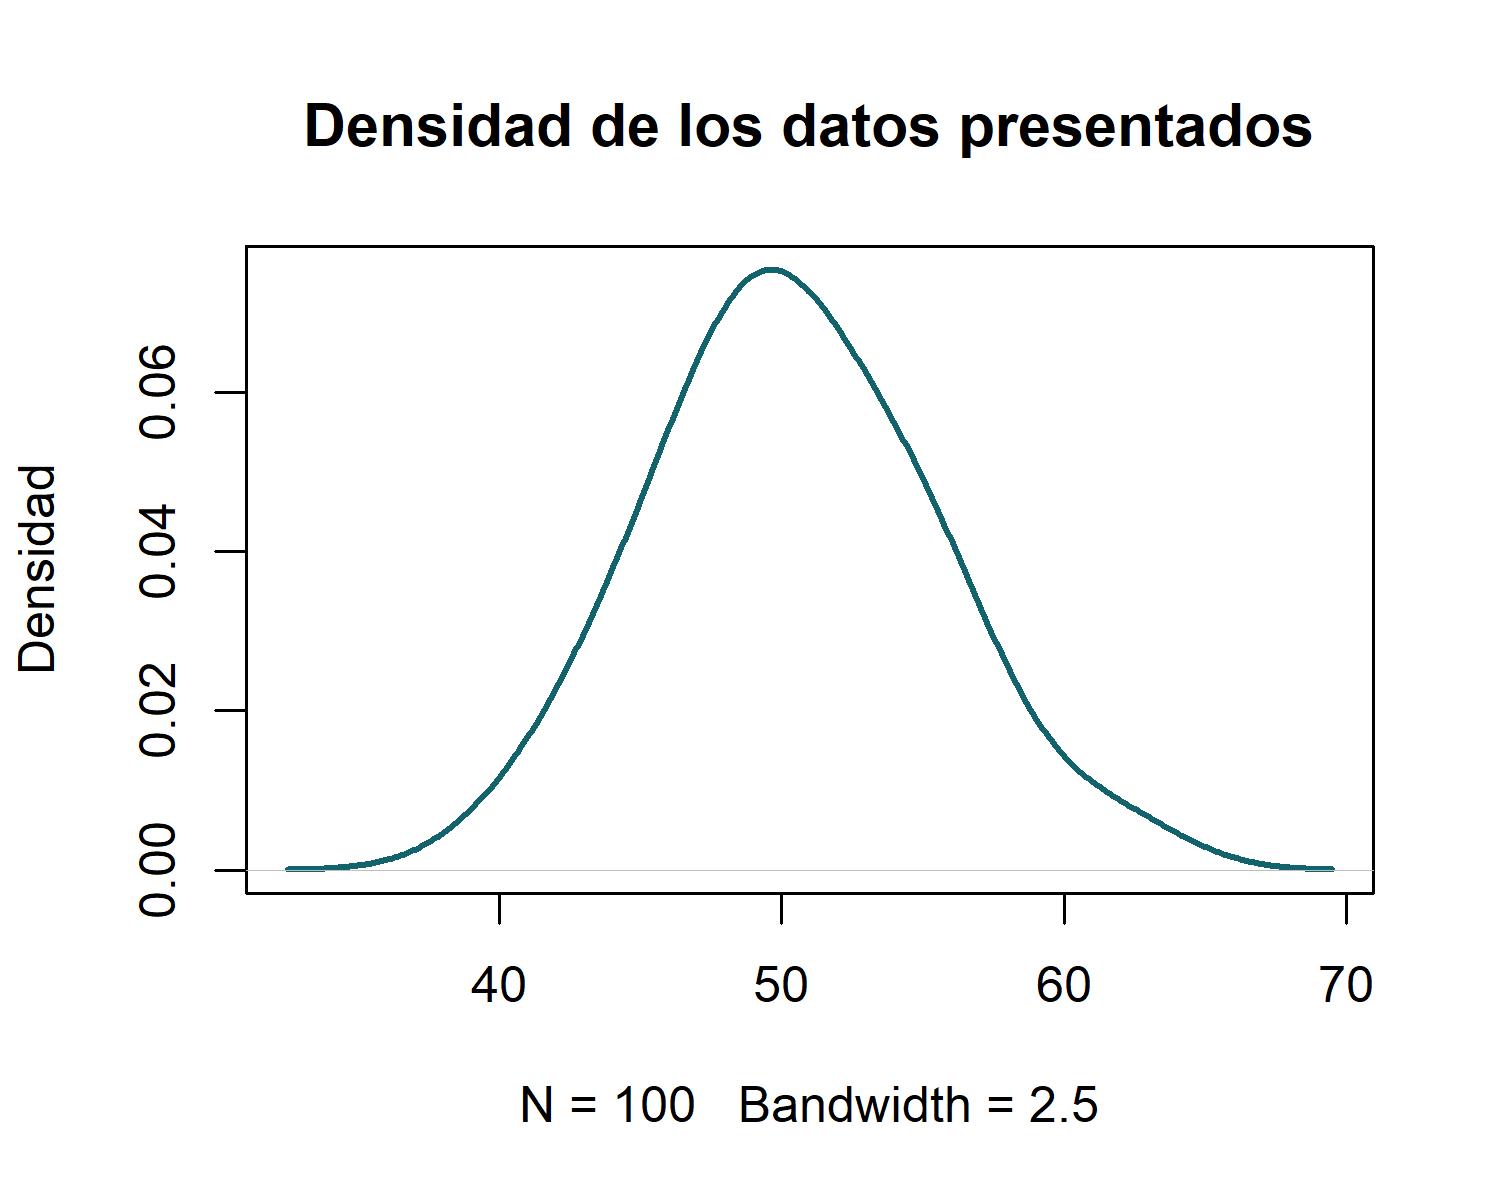 Densidad de los datos presentados
Densidad
0.06
0.04
0.02
0.00
40 50 60 70
N = 100 Bandwidth = 2.5